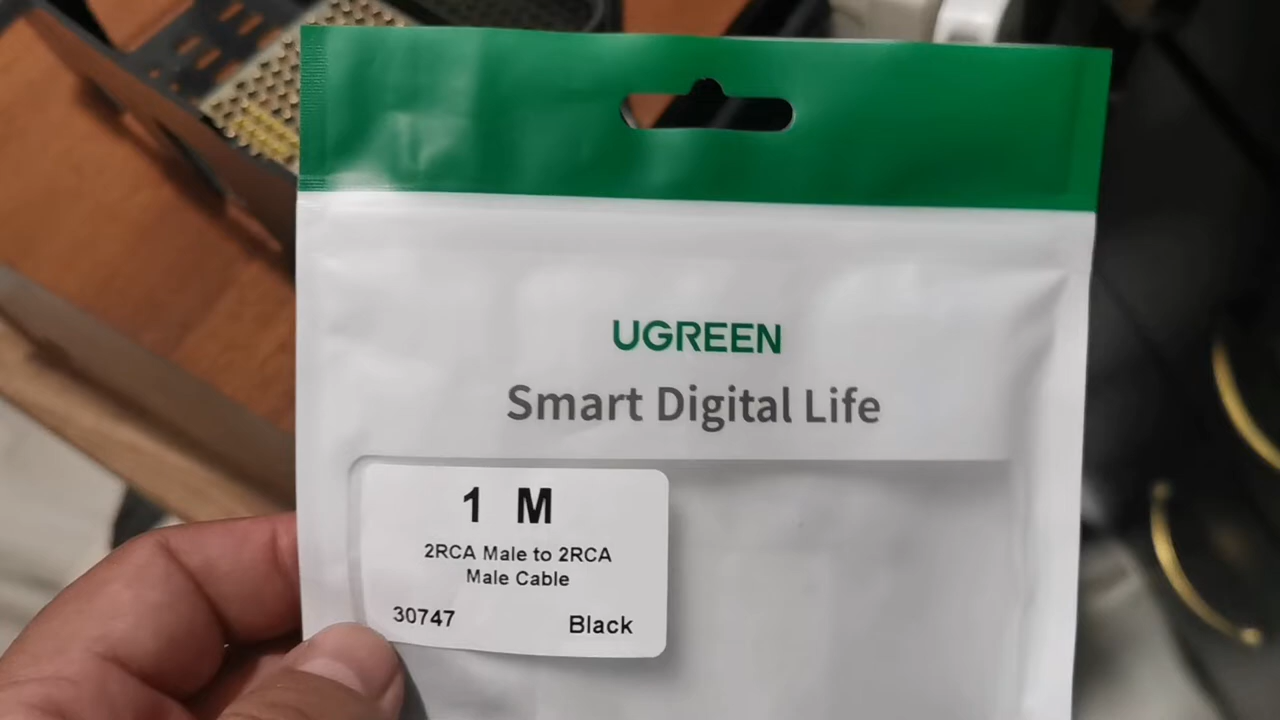 UGREEN
Smart Digital Life
1 M
2RCA Male to 2RCA
Male Cable
30747 Black